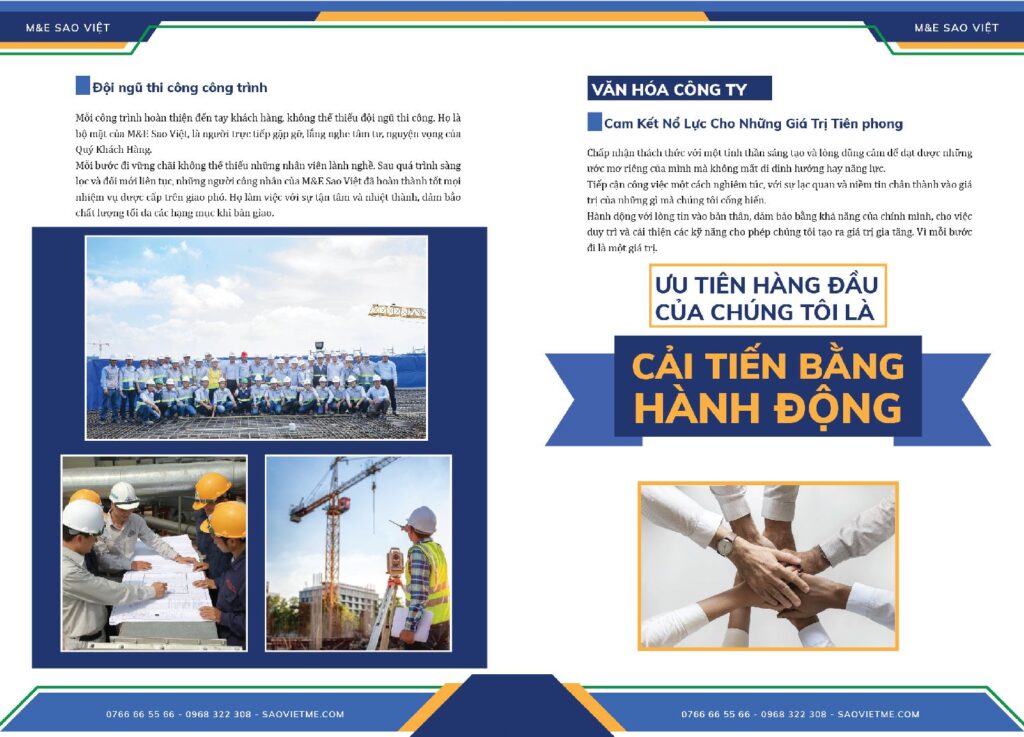 M&E SAO VIỆT
M&E SAO VIỆT
Đội ngũ thi công công trình
Mỗi công trình hoàn thiện đến tay khách hàng, không thể thiếu đội ngũ thi công. Họ là
bộ mặt của M&E Sao Việt, là người trực tiếp gặp gỡ, lắng nghe tâm tư, nguyện vọng của
Quý Khách Hàng.
Mỗi bước đi vững chãi không thể thiếu những nhân viên lành nghề. Sau quá trình sàng
lọc và đổi mới liên tục, những người công nhân của M&E Sao Việt đã hoàn thành tốt mọi
nhiệm vụ được cấp trên giao phó. Họ làm việc với sự tận tâm và nhiệt thành, đảm bảo
chất lượng tối đa các hạng mục khi bàn giao.
VĂN HÓA CÔNG TY
Cam Kết Nổ Lực Cho Những Giá Trị Tiên phong
Chấp nhận thách thức với một tinh thần sáng tạo và lòng dũng cảm để đạt được những
ước mơ riêng của mình mà không mất đi định hướng hay năng lực.
Tiếp cận công việc một cách nghiêm túc, với sự lạc quan và niềm tin chân thành vào giá
trị của những gì mà chúng tôi cống hiến.
Hành động với lòng tin vào bản thân, đảm bảo bằng khả năng của chính mình, cho việc
duy trì và cải thiện các kỹ năng cho phép chúng tôi tạo ra giá trị gia tăng. Vì mỗi bước
đi là một giá trị.
ƯU TIÊN HÀNG ĐẦU
CỦA CHÚNG TÔI LÀ
CẢI TIẾN BẰNG
HÀNH ĐỘNG
0766 66 55 66 - 0968 322 308 - SAOVIETME.COM
0766 66 55 66 - 0968 322 308 - SAOVIETME.COM